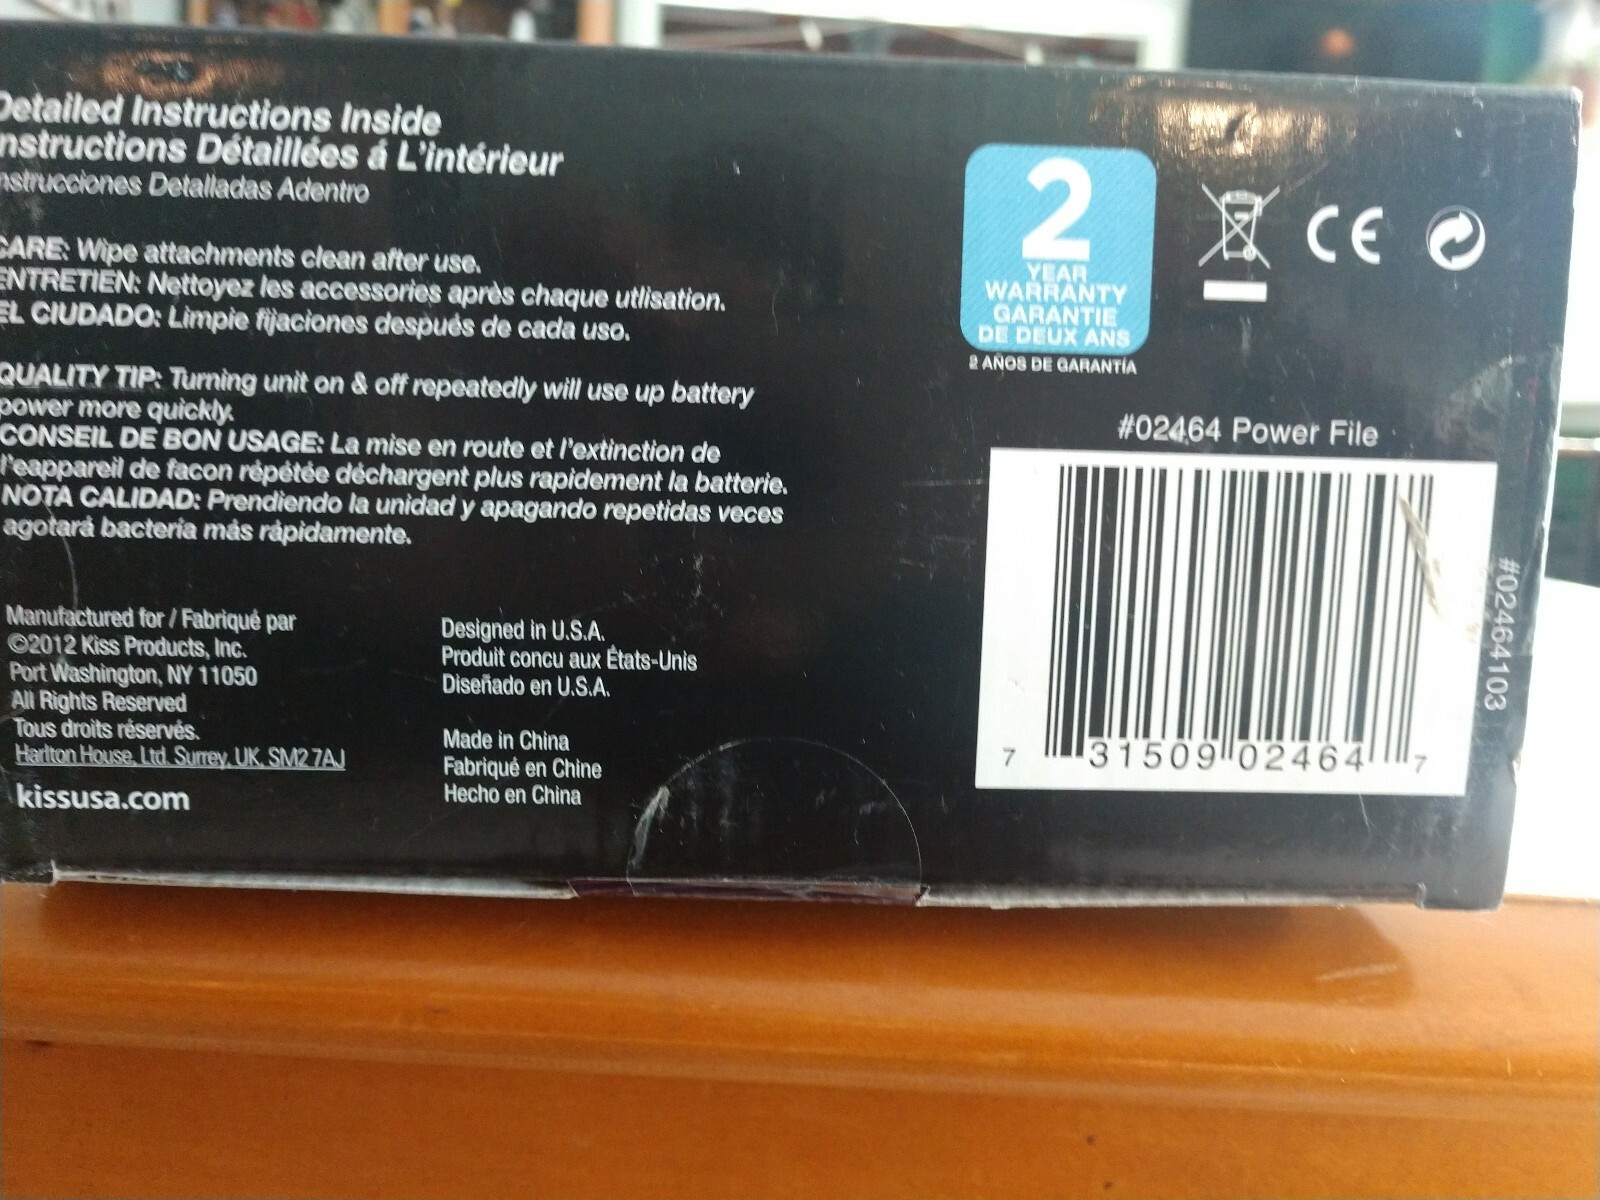 Detailed Instructions Inside
Instructions Détaillées á L'intérieur
Instrucciones Detalladas Adentro
CARE: Wipe attachments clean after use.
ENTRETIEN: Nettoyez les accessories après chaque utlisation.
EL CIUDADO: Limpie fijaciones después de cada uso.
QUALITY TIP: Turning unit on & off repeatedly will use up battery
power more quickly.
CONSEIL DE BON USAGE: La mise en route et l'extinction de
l'eappareil de facon répétée déchargent plus rapidement la batterie.
NOTA CALIDAD: Prendiendo la unidad y apagando repetidas veces
agotará bacteria más rápidamente.
Manufactured for / Fabriqué par
©2012 Kiss Products, Inc.
Port Washington, NY 11050
All Rights Reserved
Tous droits réservés.
Harlton House, Ltd. Surrey, UK, SM2 7AJ
kissusa.com
Designed in U.S.A.
Produit concu aux États-Unis
Diseñado en U.S.A.
Made in China
Fabriqué en Chine
Hecho en China
2
YEAR
WARRANTY
GARANTIE
DE DEUX ANS
2 AÑOS DE GARANTÍA
CE
#02464 Power File
7 31509 02464 7
#02464103